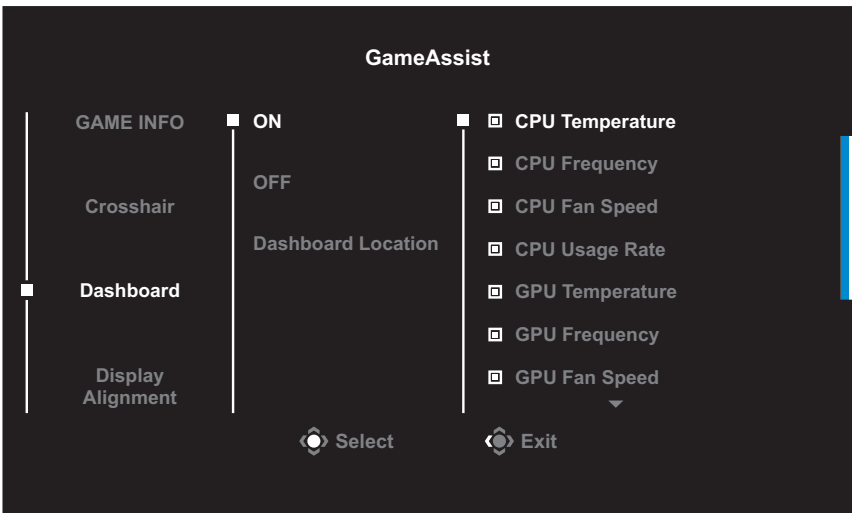 GameAssist
GAME INFO
Crosshair
Dashboard
Display
Alignment
ON
OFF
Dashboard Location
CPU Temperature
CPU Frequency
CPU Fan Speed
CPU Usage Rate
GPU Temperature
GPU Frequency
GPU Fan Speed
Select
Exit